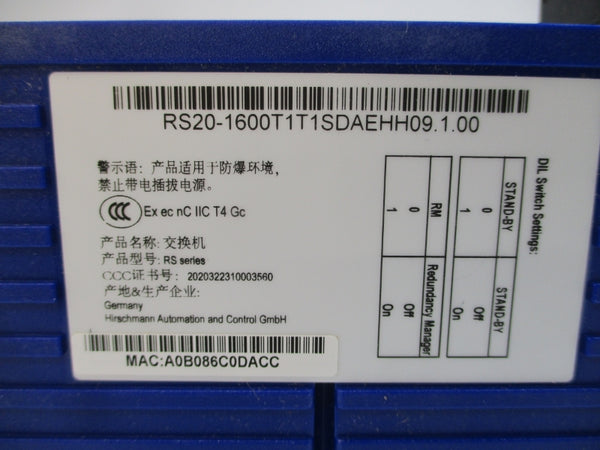 RS20-1600T1T1SDAEHH09.1.00
警示语: 产品适用于防爆环境,
禁止带电插拔电源。
CCC Ex ec nC IIC T4 Gc
产品名称: 交换机
产品型号: RS series
CCC证书号: 2020322310003560
产地&生产企业:
Germany
Hirschmann Automation and Control GmbH
MAC:A0B086C0DACC
DIL Switch Settings:
STAND-BY STAND-BY
0 Off
1 On
RM Redundancy Manager
0 Off
1 On